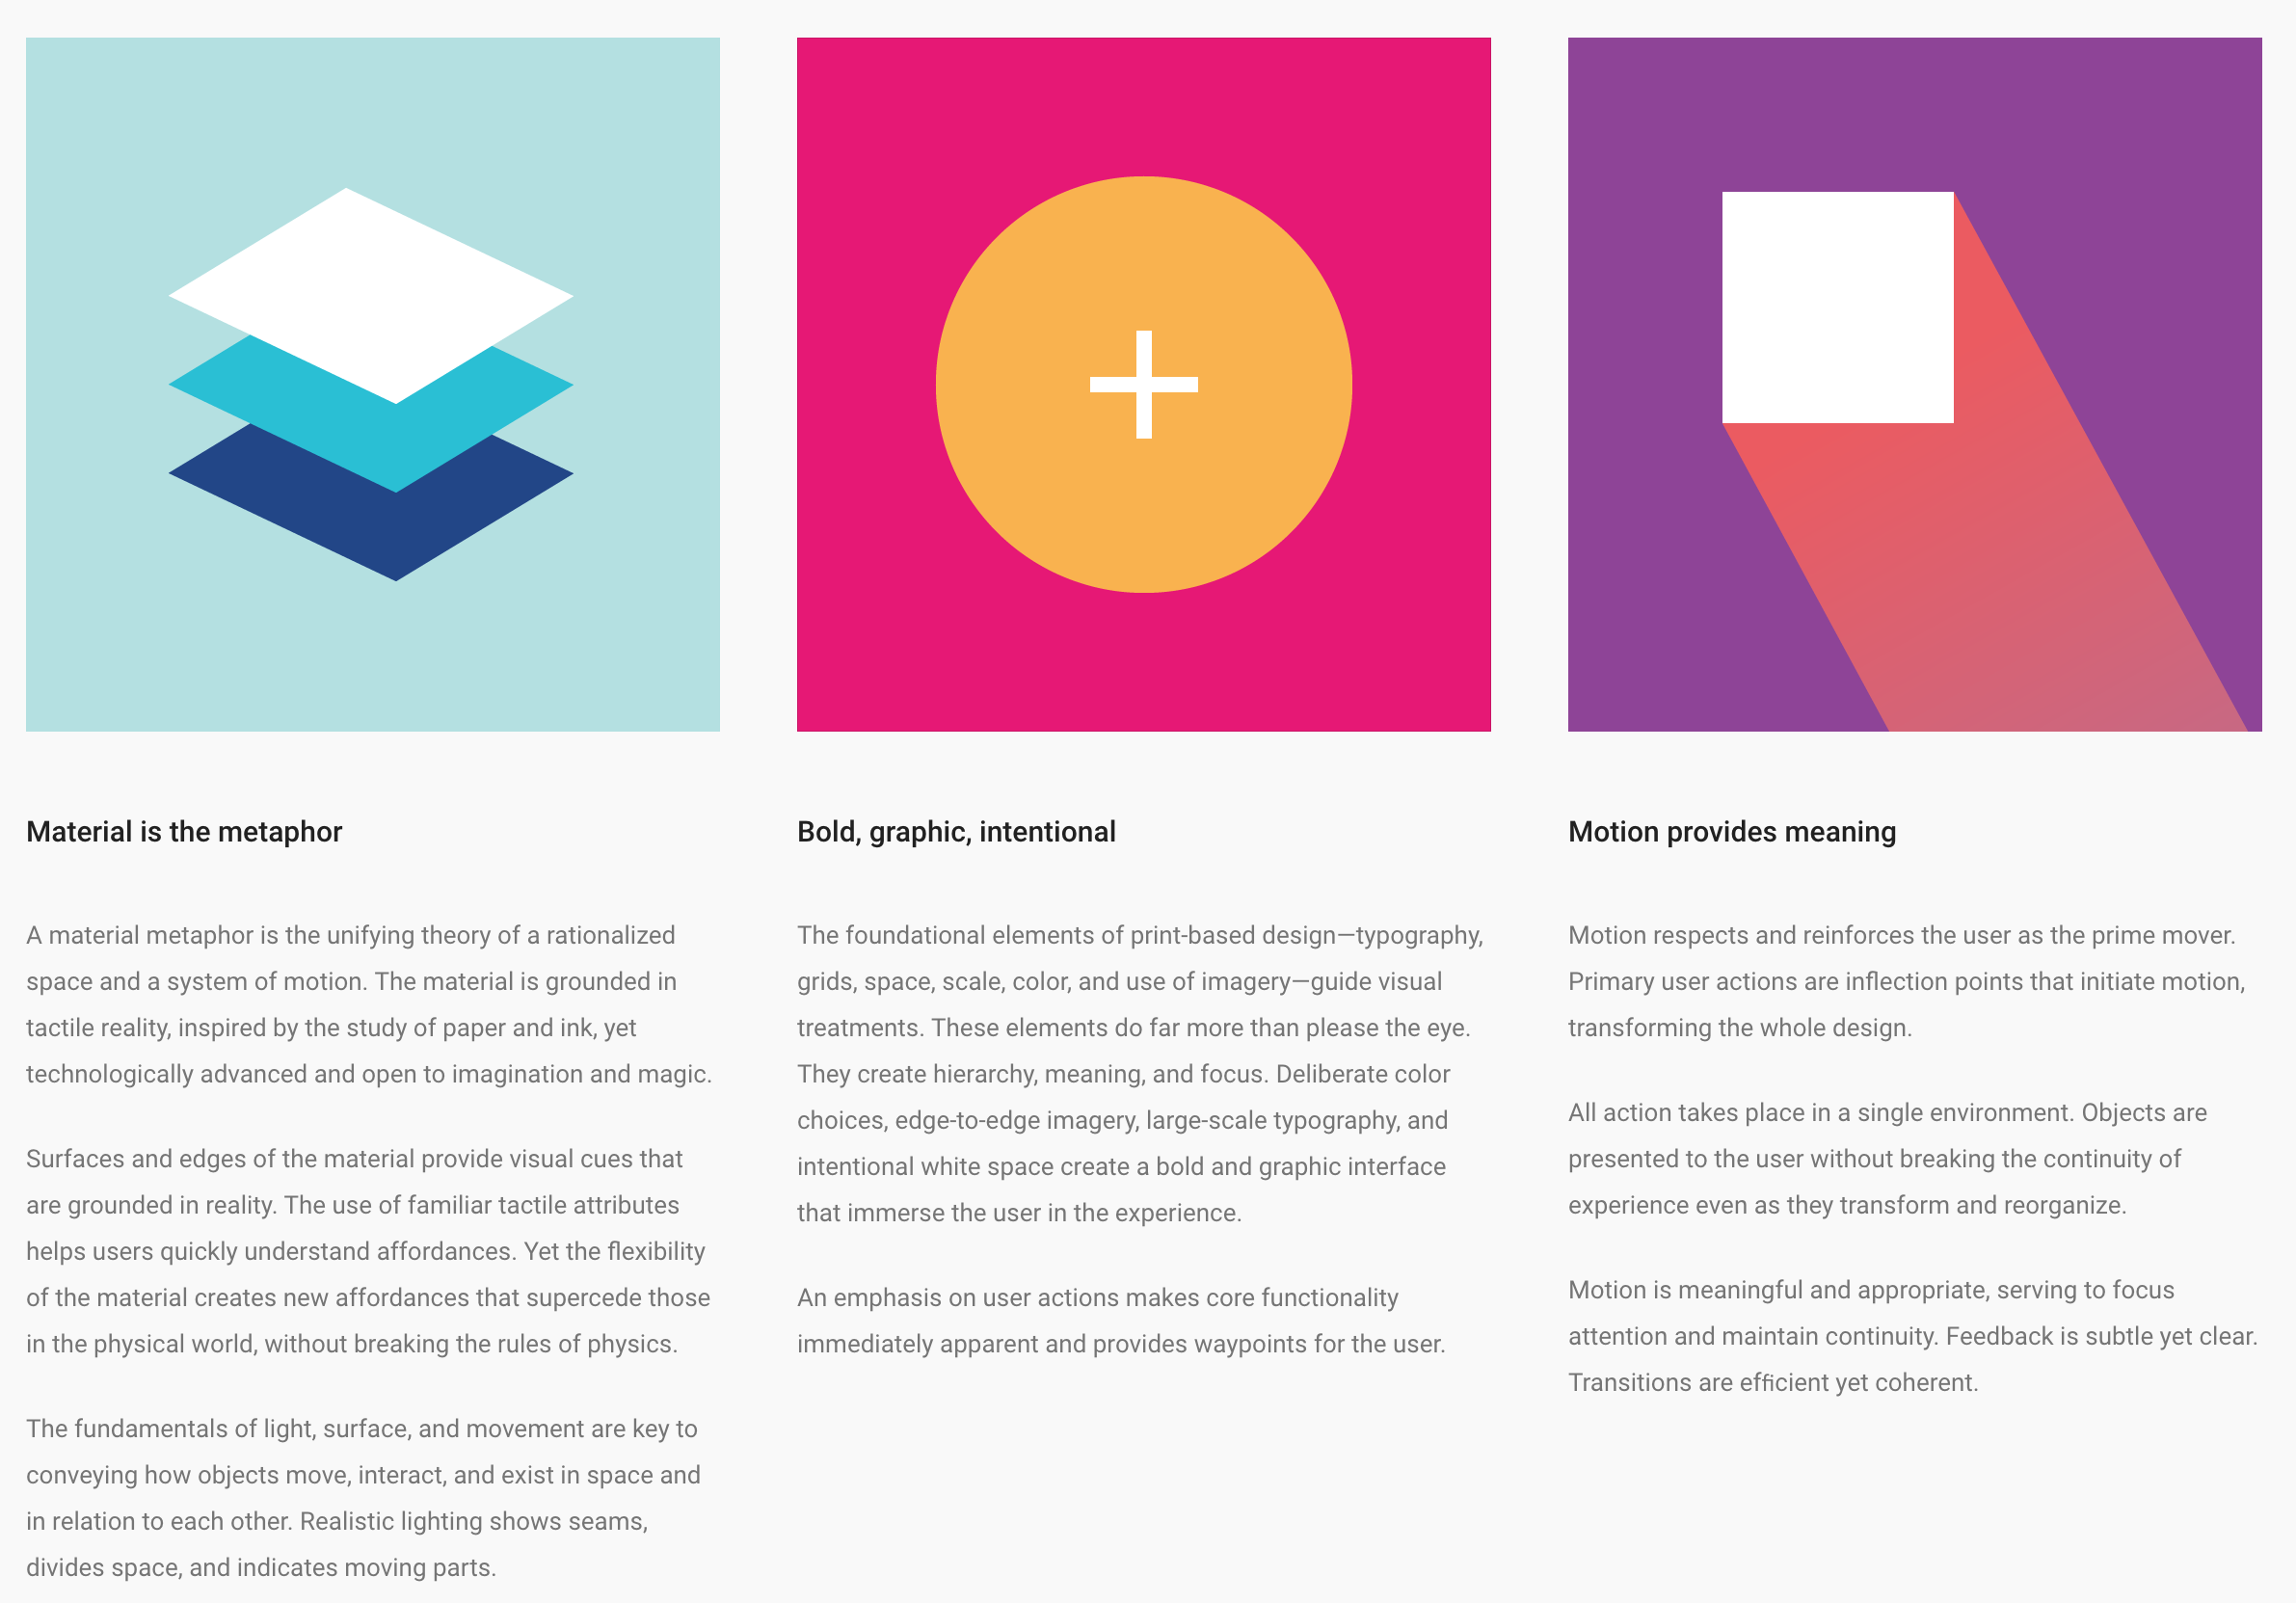 Material is the metaphor
A material metaphor is the unifying theory of a rationalized
space and a system of motion. The material is grounded in
tactile reality, inspired by the study of paper and ink, yet
technologically advanced and open to imagination and magic.
Surfaces and edges of the material provide visual cues that
are grounded in reality. The use of familiar tactile attributes
helps users quickly understand affordances. Yet the flexibility
of the material creates new affordances that supercede those
in the physical world, without breaking the rules of physics.
The fundamentals of light, surface, and movement are key to
conveying how objects move, interact, and exist in space and
in relation to each other. Realistic lighting shows seams,
divides space, and indicates moving parts.
Bold, graphic, intentional
The foundational elements of print-based design—typography,
grids, space, scale, color, and use of imagery—guide visual
treatments. These elements do far more than please the eye.
They create hierarchy, meaning, and focus. Deliberate color
choices, edge-to-edge imagery, large-scale typography, and
intentional white space create a bold and graphic interface
that immerse the user in the experience.
An emphasis on user actions makes core functionality
immediately apparent and provides waypoints for the user.
Motion provides meaning
Motion respects and reinforces the user as the prime mover.
Primary user actions are inflection points that initiate motion,
transforming the whole design.
All action takes place in a single environment. Objects are
presented to the user without breaking the continuity of
experience even as they transform and reorganize.
Motion is meaningful and appropriate, serving to focus
attention and maintain continuity. Feedback is subtle yet clear.
Transitions are efficient yet coherent.